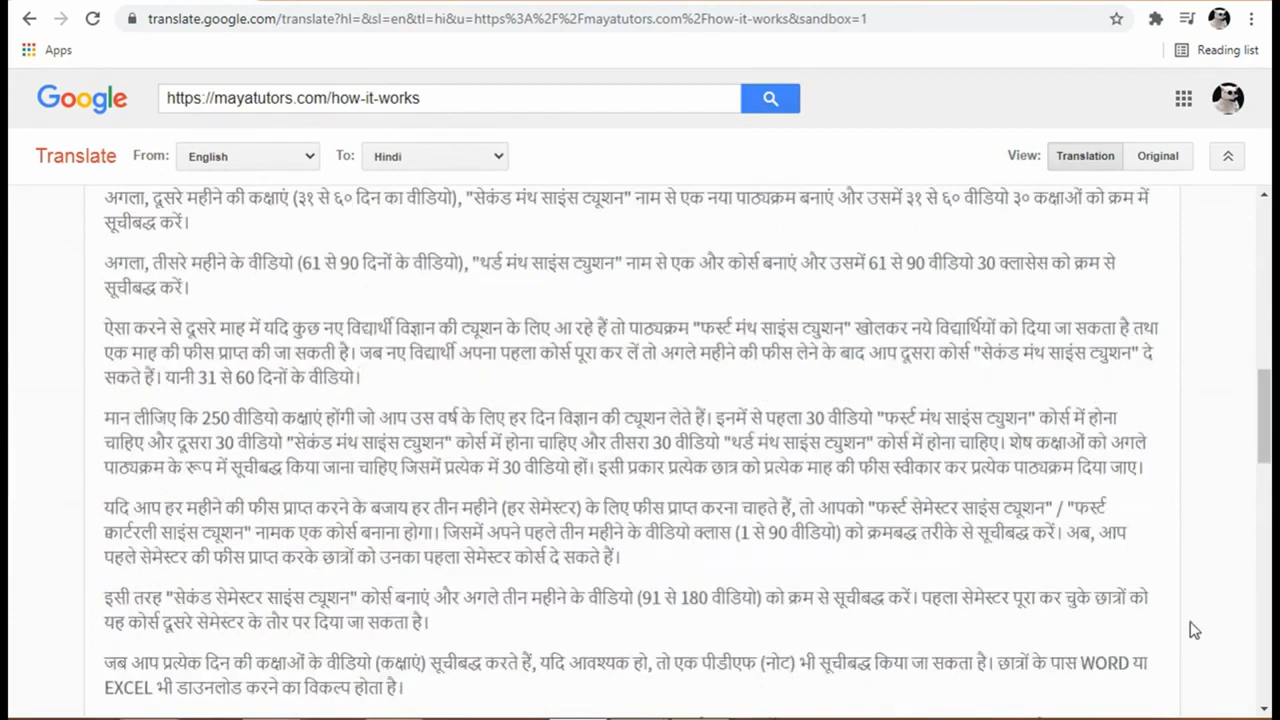 translate.google.com/translate?hl=&sl=en&tl=hi&u=https%3A%2F%2Fmayatutors.com%2Fhow-it-works&sandbox=1
Apps
Reading list
Google
https://mayatutors.com/how-it-works
Translate From: English To: Hindi View: Translation Original
अगला, दूसरे महीने की कक्षाएं (३१ से ६० दिन का वीडियो), "सेकंड मंथ साइंस ट्यूशन" नाम से एक नया पाठ्यक्रम बनाएं और उसमें ३१ से ६० वीडियो ३० कक्षाओं को क्रम में
सूचीबद्ध करें।
अगला, तीसरे महीने के वीडियो (61 से 90 दिनों के वीडियो), "थर्ड मंथ साइंस ट्युशन" नाम से एक और कोर्स बनाएं और उसमें 61 से 90 वीडियो 30 क्लासेस को क्रम से
सूचीबद्ध करें।
ऐसा करने से दूसरे माह में यदि कुछ नए विद्यार्थी विज्ञान की ट्यूशन के लिए आ रहे हैं तो पाठ्यक्रम "फर्स्ट मंथ साइंस ट्यूशन" खोलकर नये विद्यार्थियों को दिया जा सकता है तथा
एक माह की फीस प्राप्त की जा सकती है। जब नए विद्यार्थी अपना पहला कोर्स पूरा कर लें तो अगले महीने की फीस लेने के बाद आप दूसरा कोर्स "सेकंड मंथ साइंस ट्युशन" दे
सकते हैं। यानी 31 से 60 दिनों के वीडियो।
मान लीजिए कि 250 वीडियो कक्षाएं होंगी जो आप उस वर्ष के लिए हर दिन विज्ञान की ट्यूशन लेते हैं। इनमें से पहला 30 वीडियो "फर्स्ट मंथ साइंस ट्युशन" कोर्स में होना
चाहिए और दूसरा 30 वीडियो "सेकंड मंथ साइंस ट्युशन" कोर्स में होना चाहिए और तीसरा 30 वीडियो "थर्ड मंथ साइंस ट्युशन" कोर्स में होना चाहिए। शेष कक्षाओं को अगले
पाठ्यक्रम के रूप में सूचीबद्ध किया जाना चाहिए जिसमें प्रत्येक में 30 वीडियो हों। इसी प्रकार प्रत्येक छात्र को प्रत्येक माह की फीस स्वीकार कर प्रत्येक पाठ्यक्रम दिया जाए।
यदि आप हर महीने की फीस प्राप्त करने के बजाय हर तीन महीने (हर सेमेस्टर) के लिए फीस प्राप्त करना चाहते हैं, तो आपको "फर्स्ट सेमेस्टर साइंस ट्यूशन" / "फर्स्ट
क्वार्टरली साइंस ट्यूशन" नामक एक कोर्स बनाना होगा। जिसमें अपने पहले तीन महीने के वीडियो क्लास (1 से 90 वीडियो) को क्रमबद्ध तरीके से सूचीबद्ध करें। अब, आप
पहले सेमेस्टर की फीस प्राप्त करके छात्रों को उनका पहला सेमेस्टर कोर्स दे सकते हैं।
इसी तरह "सेकंड सेमेस्टर साइंस ट्यूशन" कोर्स बनाएं और अगले तीन महीने के वीडियो (91 से 180 वीडियो) को क्रम से सूचीबद्ध करें। पहला सेमेस्टर पूरा कर चुके छात्रों को
यह कोर्स दूसरे सेमेस्टर के तौर पर दिया जा सकता है।
जब आप प्रत्येक दिन की कक्षाओं के वीडियो (कक्षाएं) सूचीबद्ध करते हैं, यदि आवश्यक हो, तो एक पीडीएफ (नोट) भी सूचीबद्ध किया जा सकता है। छात्रों के पास WORD या
EXCEL भी डाउनलोड करने का विकल्प होता है।